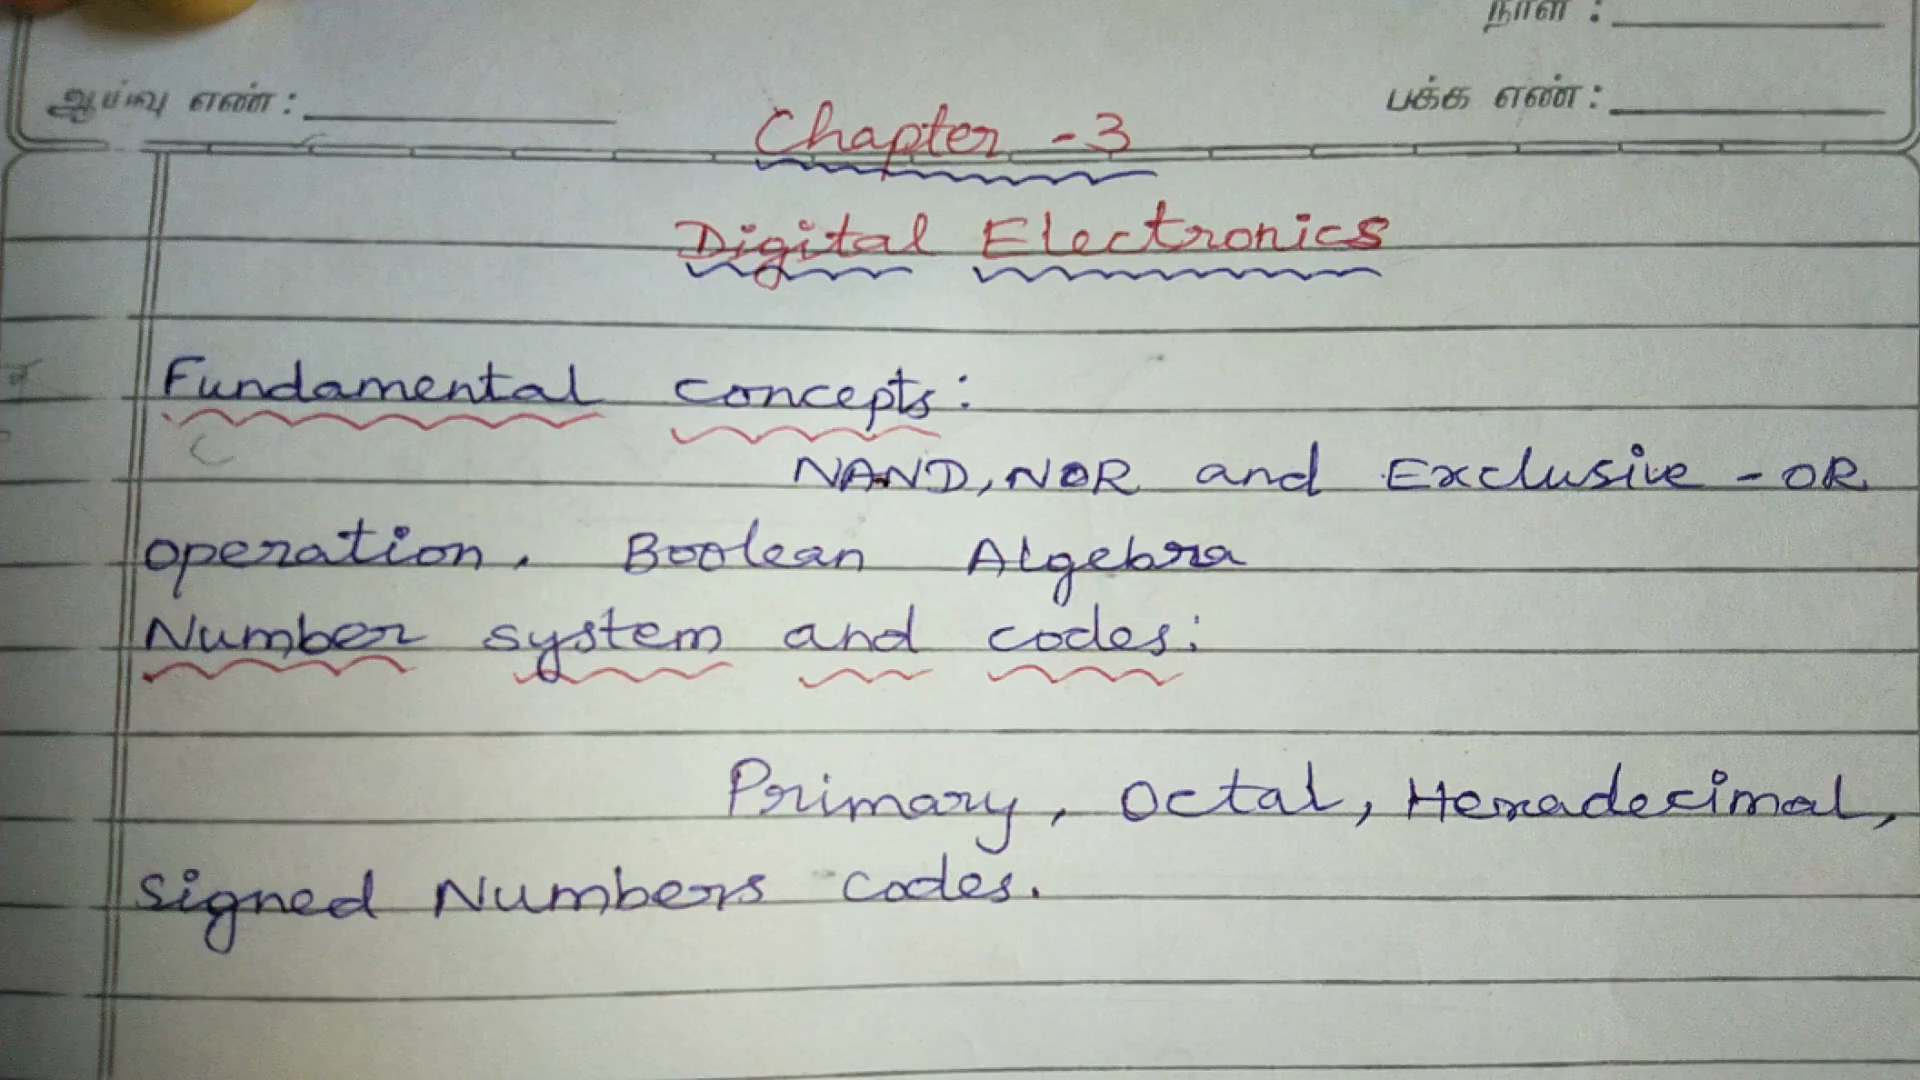 நாள் :
ஆய்வு எண் :
பக்க எண் :
Chapter - 3
Digital Electronics
Fundamental concepts:
NAND, NOR and Exclusive - OR
operation. Boolean Algebra
Number system and codes:
Primary, Octal, Hexadecimal,
Signed Numbers codes.